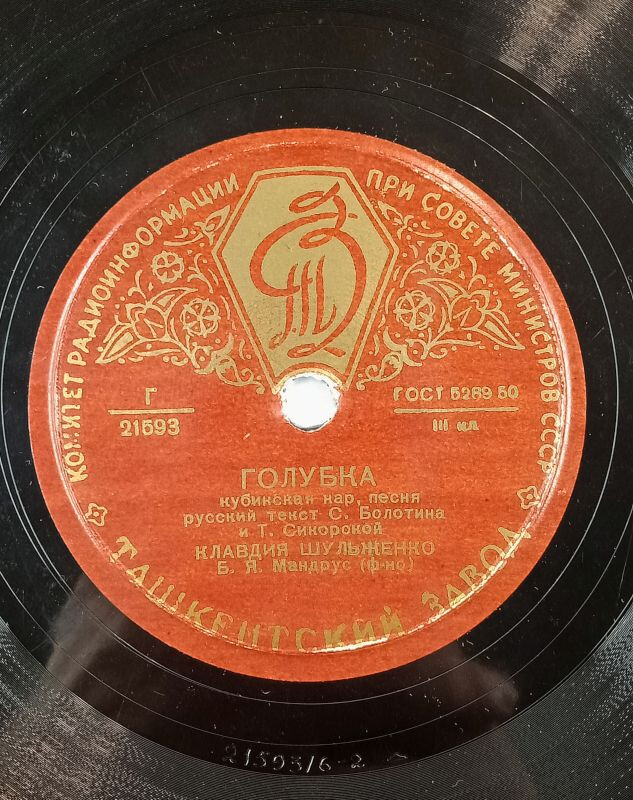 КОМИТЕТ РАДИОИНФОРМАЦИИ ПРИ СОВЕТЕ МИНИСТРОВ СССР
Г
21593
ГОСТ 5289 50
III кл
ГОЛУБКА
кубинская нар. песня
русский текст С. Болотина
и Т. Сикорской
КЛАВДИЯ ШУЛЬЖЕНКО
Б. Я. Мандрус (ф-но)
ТАШКЕНТСКИЙ ЗАВОД
21593/6-2